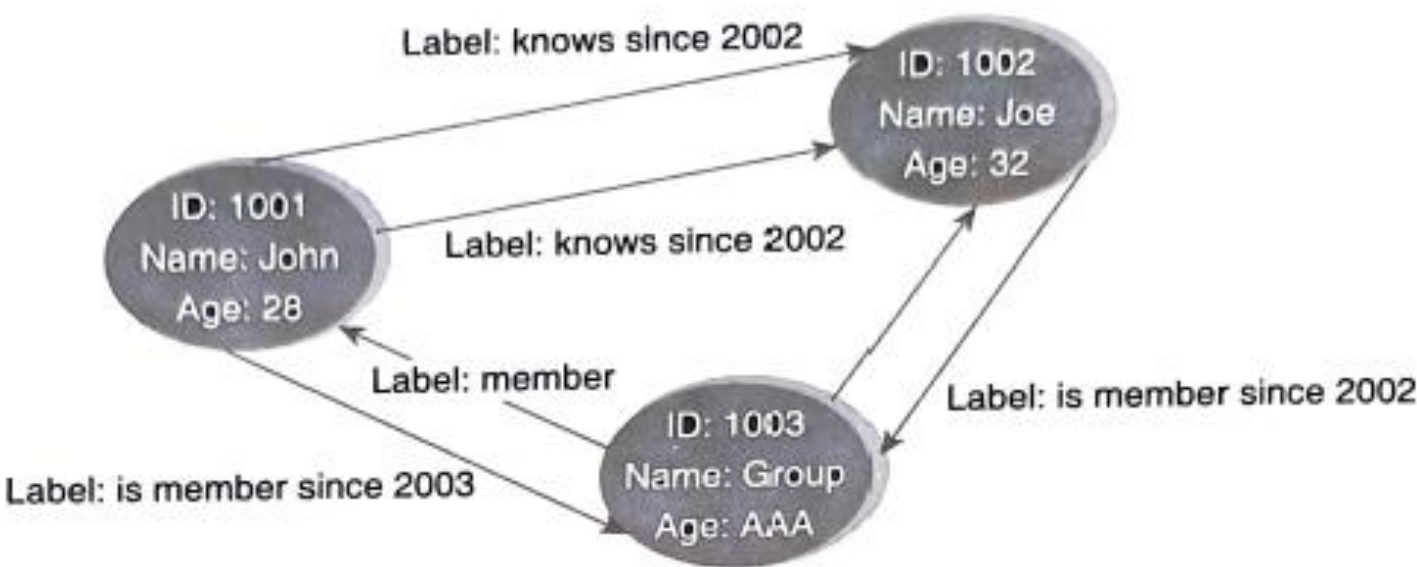 Label: knows since 2002
ID: 1002
Name: Joe
Age: 32
ID: 1001
Name: John
Age: 28
Label: knows since 2002
Label: member
Label: is member since 2002
ID: 1003
Name: Group
Age: AAA
Label: is member since 2003